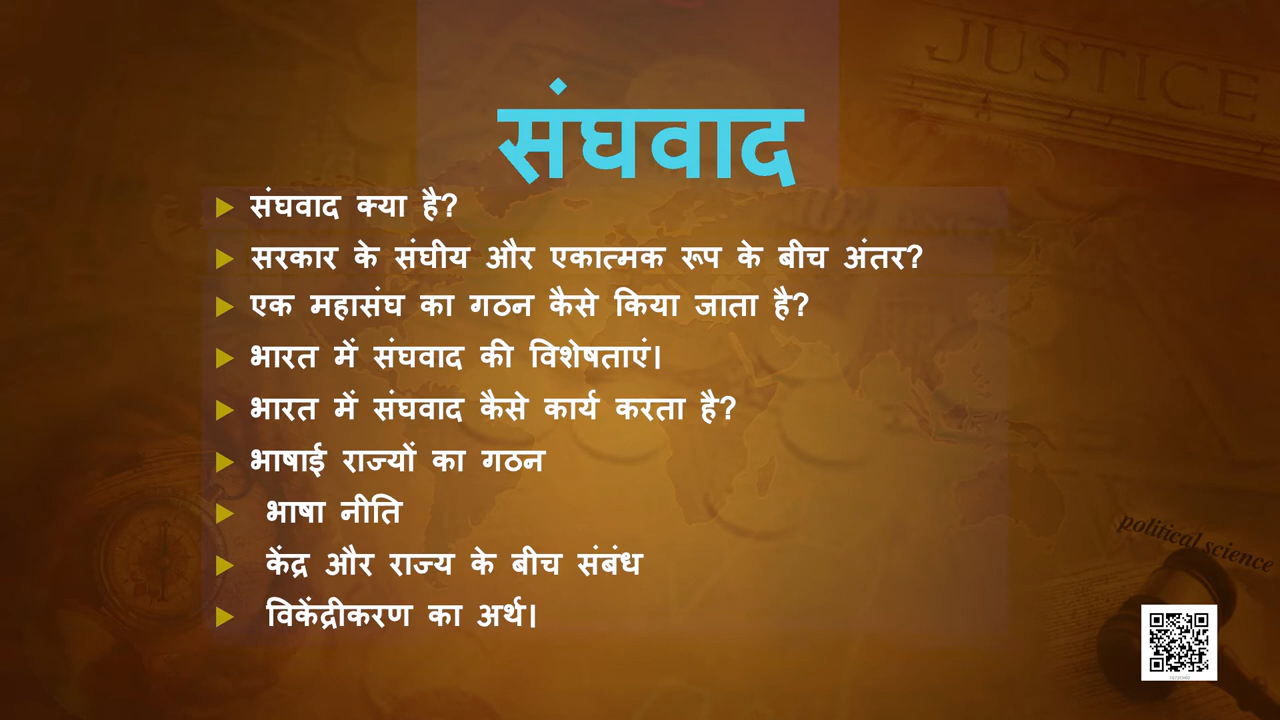 JUSTICE
संघवाद
संघवाद क्या है?
सरकार के संघीय और एकात्मक रूप के बीच अंतर?
एक महासंघ का गठन कैसे किया जाता है?
भारत में संघवाद की विशेषताएं।
भारत में संघवाद कैसे कार्य करता है?
भाषाई राज्यों का गठन
भाषा नीति
केंद्र और राज्य के बीच संबंध
विकेंद्रीकरण का अर्थ।
political science